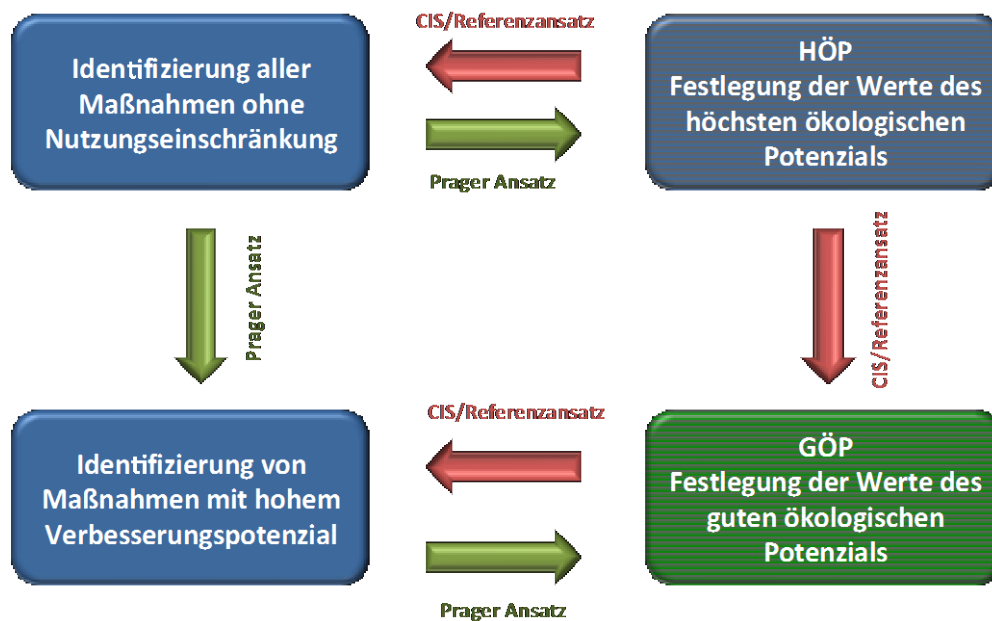 CIS/Referenzansatz
Identifizierung aller
Maßnahmen ohne
Nutzungseinschränkung
Prager Ansatz
HÖP
Festlegung der Werte des
höchsten ökologischen
Potenzials
Prager Ansatz
CIS/Referenzansatz
Identifizierung von
Maßnahmen mit hohem
Verbesserungspotenzial
CIS/Referenzansatz
Prager Ansatz
GÖP
Festlegung der Werte des
guten ökologischen
Potenzials